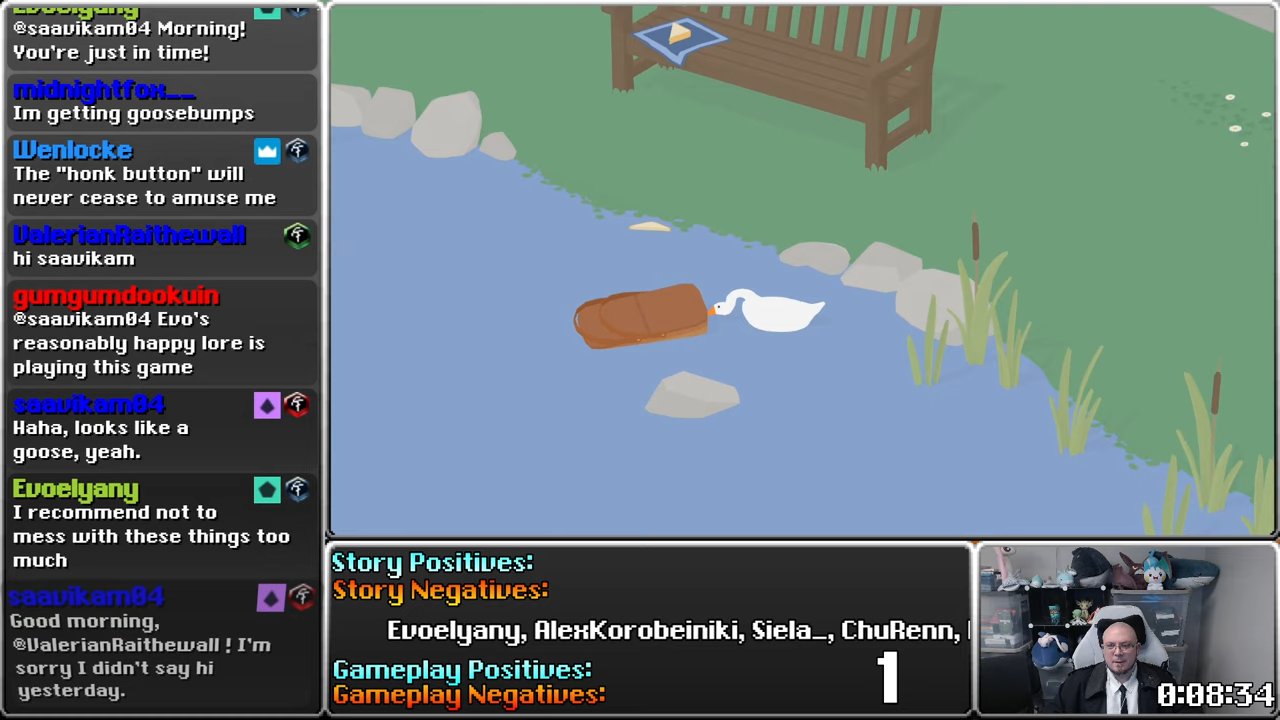 Evoelyany
@saavikam04 Morning!
You're just in time!
midnightfox__
Im getting goosebumps
Wenlocke
The "honk button" will
never cease to amuse me
ValerianRaithewall
hi saavikam
gumgumdookuin
@saavikam04 Evo's
reasonably happy lore is
playing this game
saavikam04
Haha, looks like a
goose, yeah.
Evoelyany
I recommend not to
mess with these things too
much
saavikam04
Good morning,
@ValerianRaithewall ! I'm
sorry I didn't say hi
yesterday.
Story Positives:
Story Negatives:
Evoelyany, AlexKorobeiniki, Siela_, ChuRenn,
Gameplay Positives:
Gameplay Negatives:
1
0:08:34